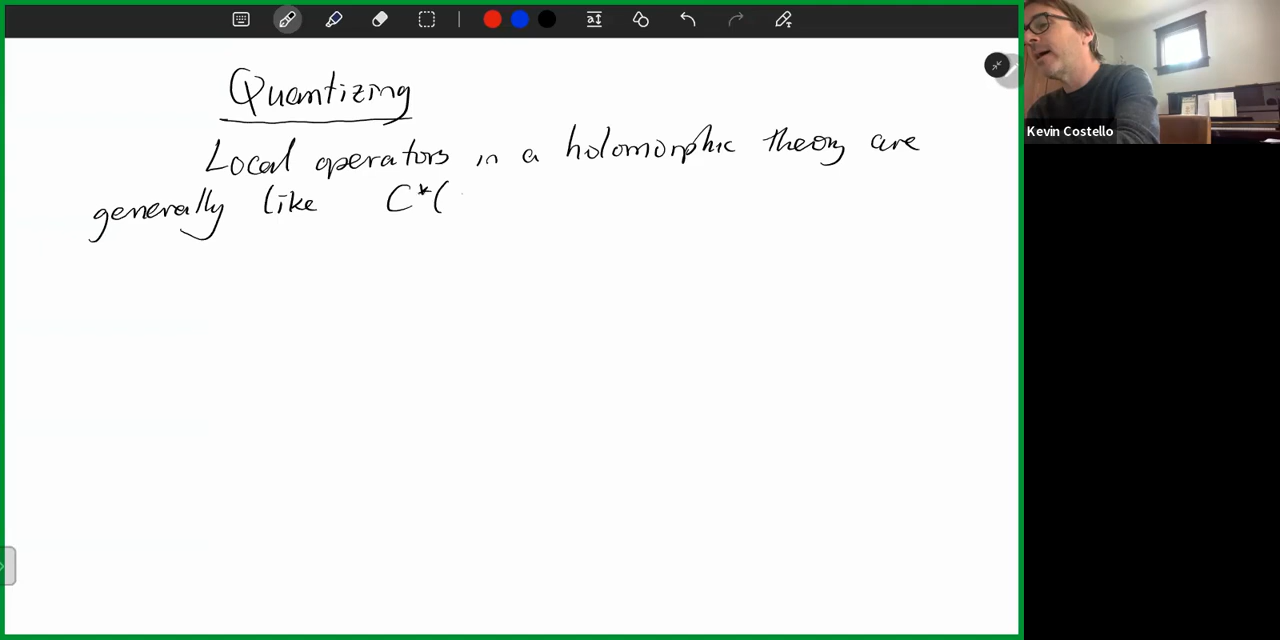 Quantizing
Local operators in a holomorphic theory are
generally like C*(
Kevin Costello